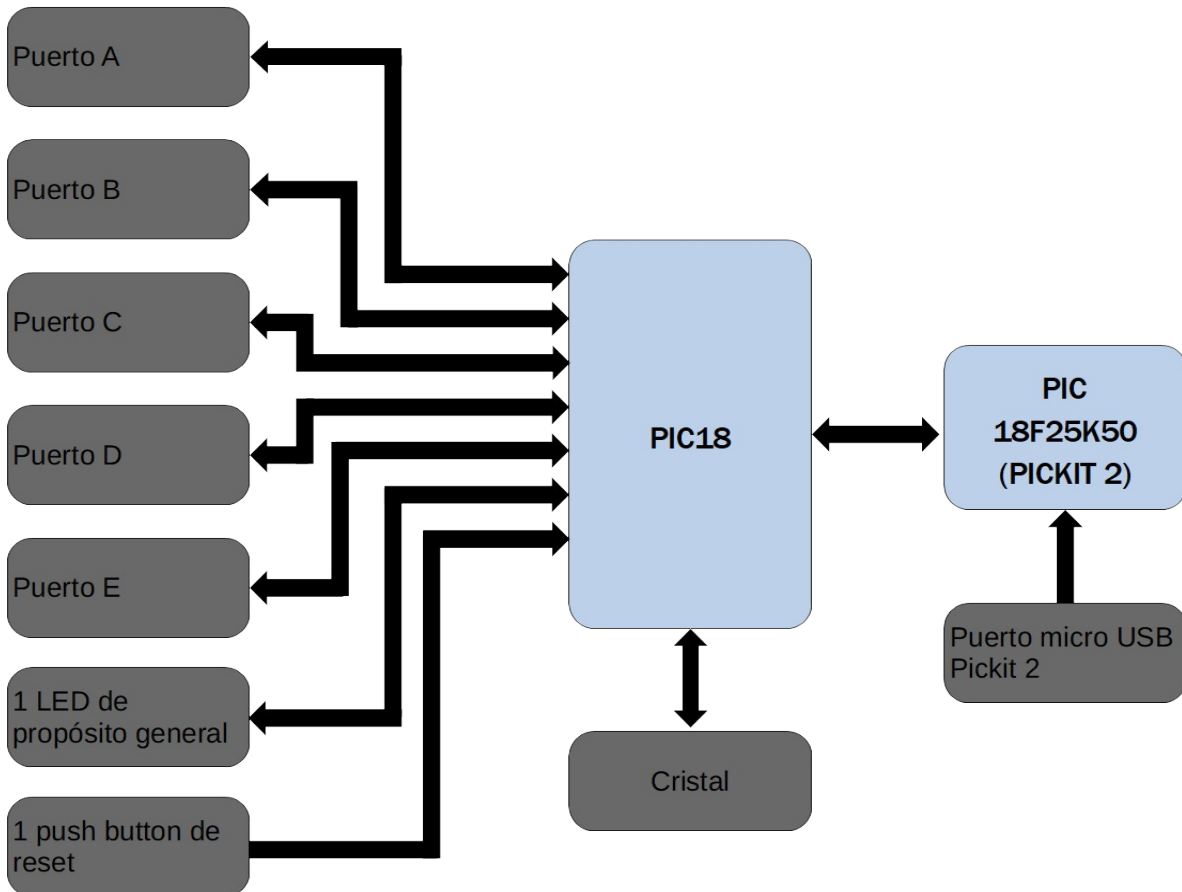 Puerto A
Puerto B
Puerto C
Puerto D
Puerto E
1 LED de
propósito general
1 push button de
reset
PIC18
Cristal
PIC
18F25K50
(PICKIT 2)
Puerto micro USB
Pickit 2